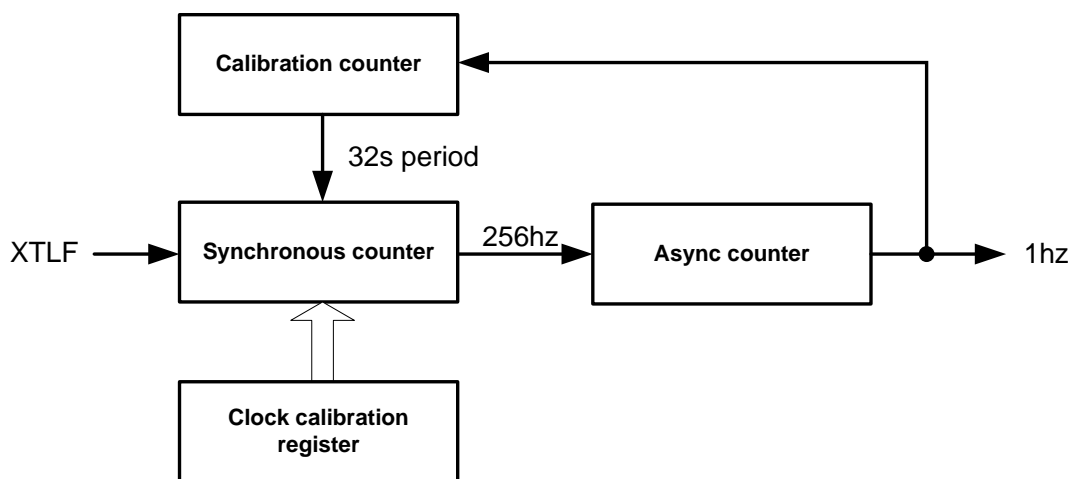 Calibration counter
32s period
XTLF
Synchronous counter
256hz
Async counter
1hz
Clock calibration
register